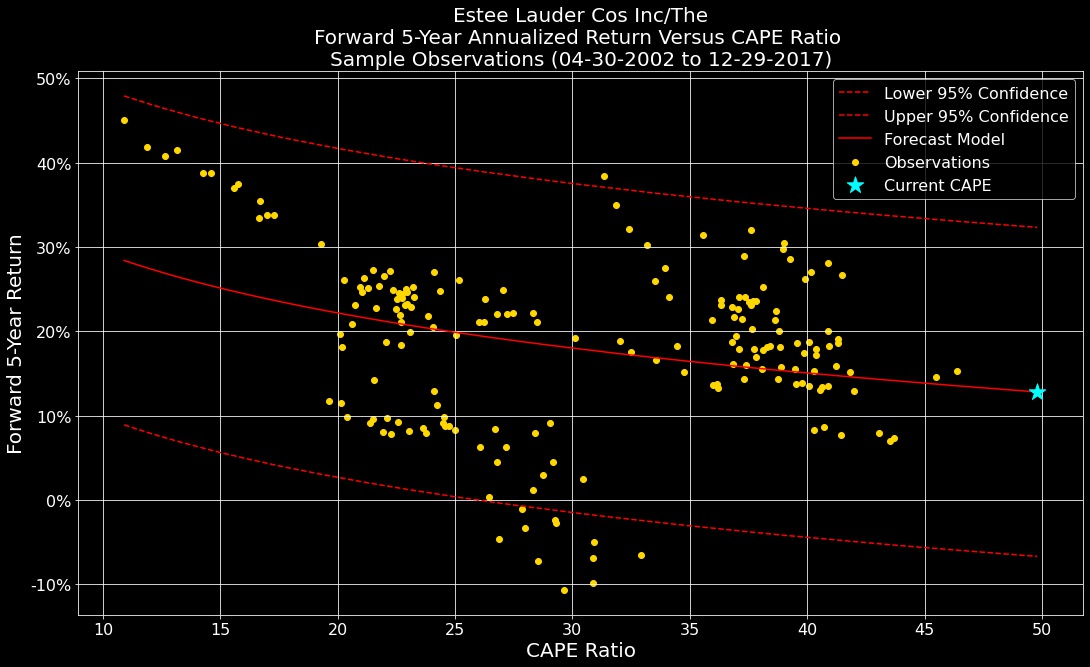 Estee Lauder Cos Inc/The
Forward 5-Year Annualized Return Versus CAPE Ratio
Sample Observations (04-30-2002 to 12-29-2017)
Lower 95% Confidence
Upper 95% Confidence
Forecast Model
Observations
Current CAPE
Forward 5-Year Return
50%
40%
30%
20%
10%
0%
-10%
10 15 20 25 30 35 40 45 50
CAPE Ratio